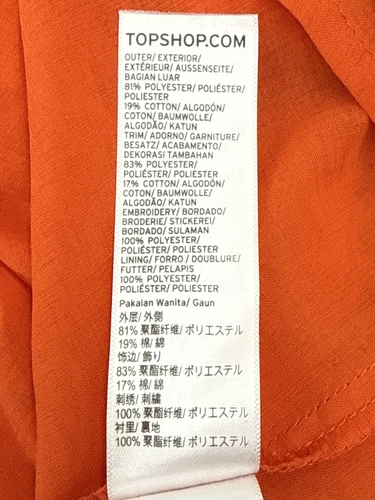 TOPSHOP.COM
OUTER/ EXTERIOR/
EXTÉRIEUR/ AUSSENSEITE/
BAGIAN LUAR
81% POLYESTER/ POLIÉSTER/
POLIESTER
19% COTTON/ ALGODÓN/
COTON/ BAUMWOLLE/
ALGODÃO/ KATUN
TRIM/ ADORNO/ GARNITURE/
BESATZ/ ACABAMENTO/
DEKORASI TAMBAHAN
83% POLYESTER/
POLIÉSTER/ POLIESTER
17% COTTON/ ALGODÓN/
COTON/ BAUMWOLLE/
ALGODÃO/ KATUN
EMBROIDERY/ BORDADO/
BRODERIE/ STICKEREI/
BORDADO/ SULAMAN
100% POLYESTER/
POLIÉSTER/ POLIESTER
LINING/ FORRO / DOUBLURE/
FUTTER/ PELAPIS
100% POLYESTER/
POLIÉSTER/ POLIESTER
Pakaian Wanita/ Gaun
外层/ 外側
81% 聚酯纤维/ ポリエステル
19% 棉/ 綿
饰边/ 飾り
83% 聚酯纤维/ ポリエステル
17% 棉/ 綿
刺绣/ 刺繍
100% 聚酯纤维/ ポリエステル
衬里/ 裏地
100% 聚酯纤维/ ポリエステル